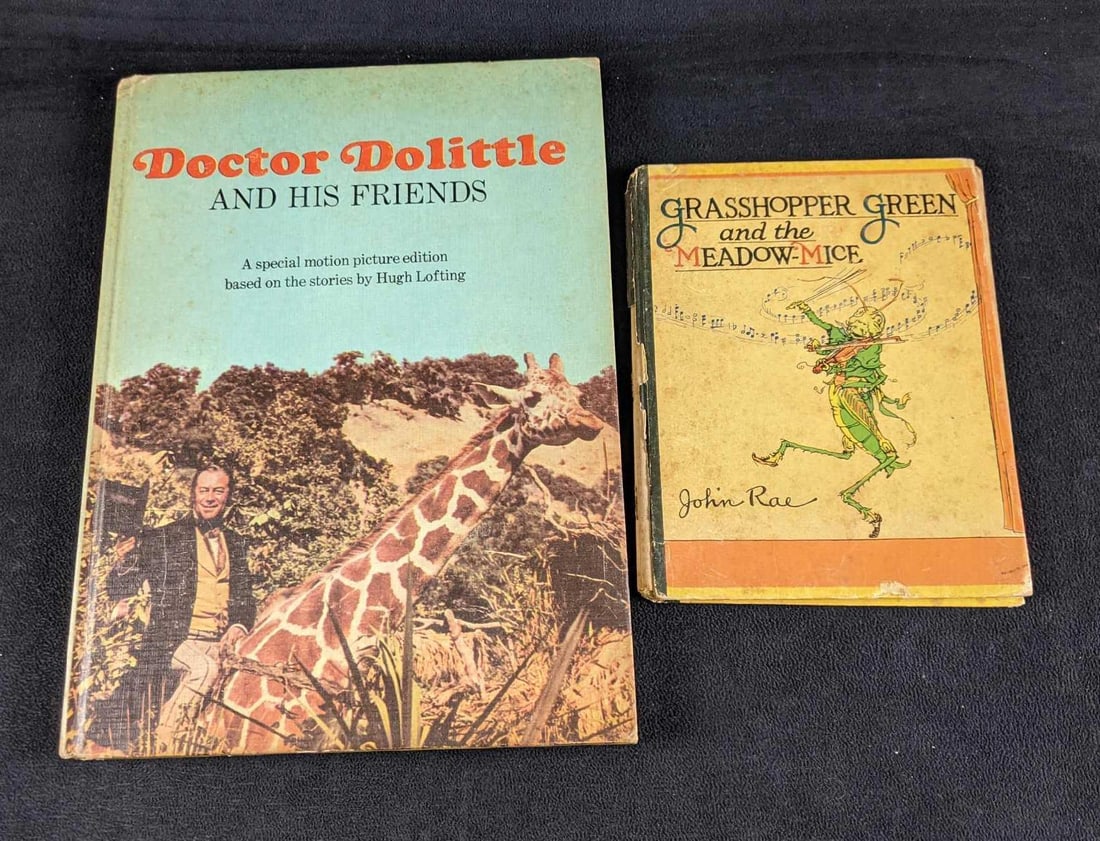 Doctor Dolittle
AND HIS FRIENDS
A special motion picture edition
based on the stories by Hugh Lofting
GRASSHOPPER GREEN
and the
MEADOW-MICE
John Rae